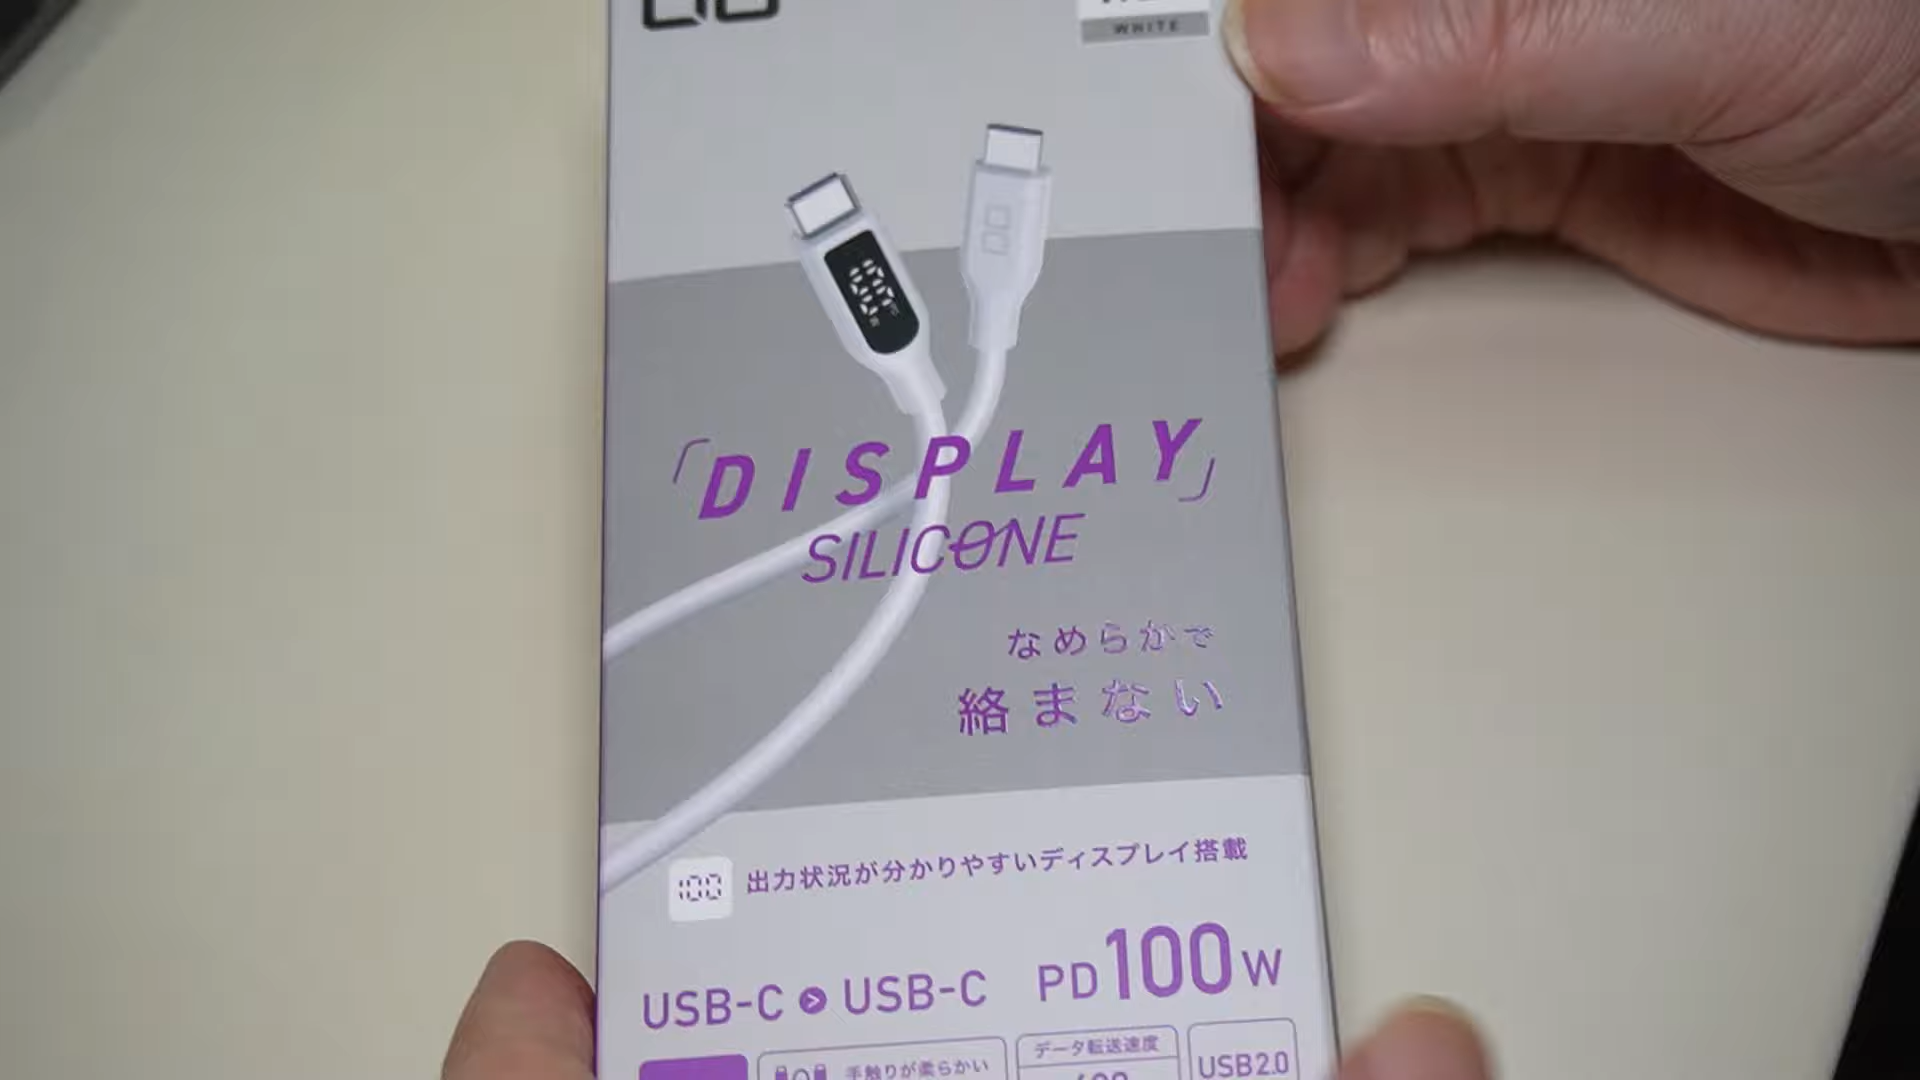 WHITE
「DISPLAY」
SILICONE
なめらかで
絡まない
100 出力状況が分かりやすいディスプレイ搭載
USB-C USB-C PD100W
手触りが柔らかい
データ転送速度
USB2.0